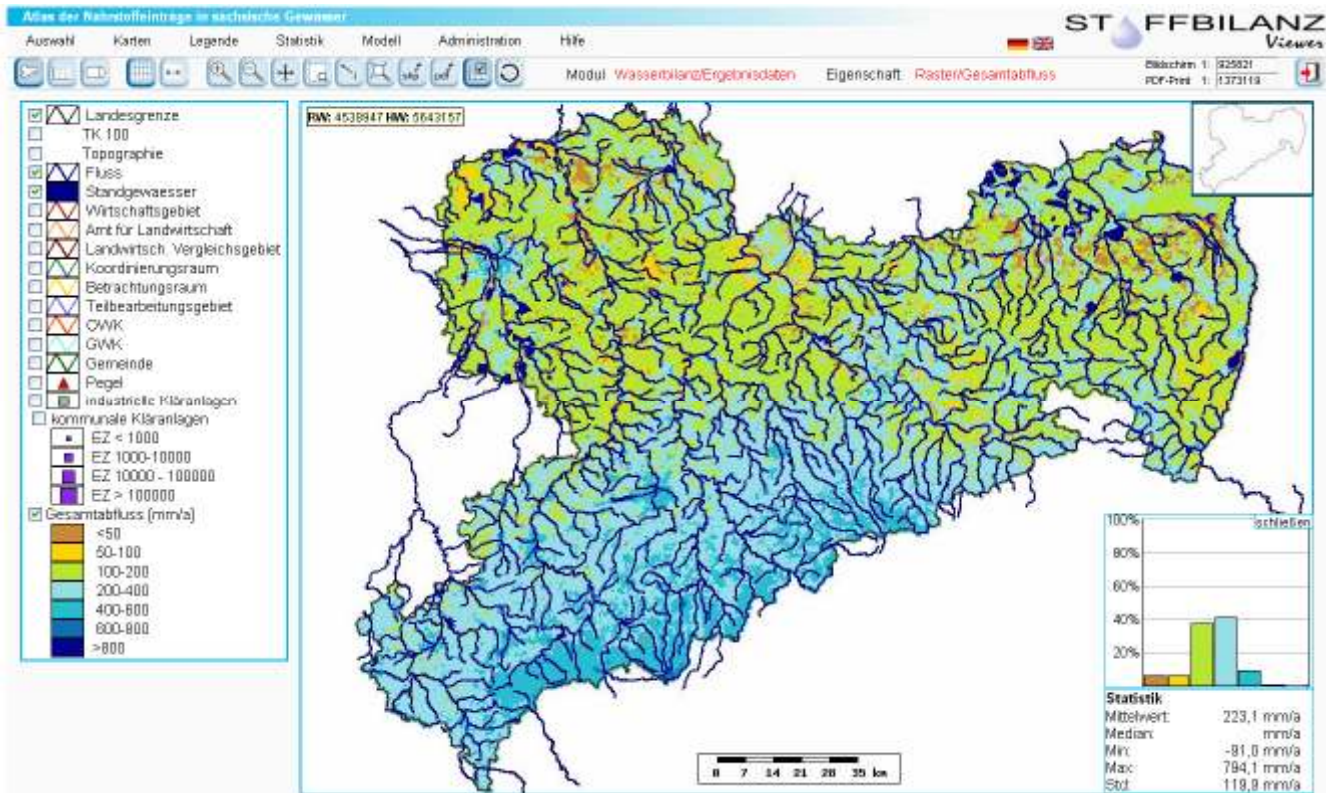 Atlas der Nährstoffeinträge in sächsische Gewässer
STOFFBILANZ
Viewer
Auswahl Karten Legende Statistik Modell Administration Hilfe
Modul Wasserbilanz/Ergebnisdaten Eigenschaft Raster/Gesamtabfluss
Bildschirm 1: 925821
PDF-Print 1: 1373119
Landesgrenze
TK 100
Topographie
Fluss
Standgewaesser
Wirtschaftsgebiet
Amt für Landwirtschaft
Landwirtsch. Vergleichsgebiet
Koordinierungsraum
Betrachtungsraum
Teilbearbeitungsgebiet
OWK
GWK
Gemeinde
Pegel
industrielle Kläranlagen
kommunale Kläranlagen
EZ < 1000
EZ 1000-10000
EZ 10000 - 100000
EZ > 100000
Gesamtabfluss (mm/a)
<50
50-100
100-200
200-400
400-600
600-800
>800
RW: 4538947 HW: 5643157
0 7 14 21 28 35 km
schließen
100%
80%
60%
40%
20%
Statistik
Mittelwert: 223,1 mm/a
Median: mm/a
Min: -91,0 mm/a
Max: 794,1 mm/a
Std: 119,9 mm/a